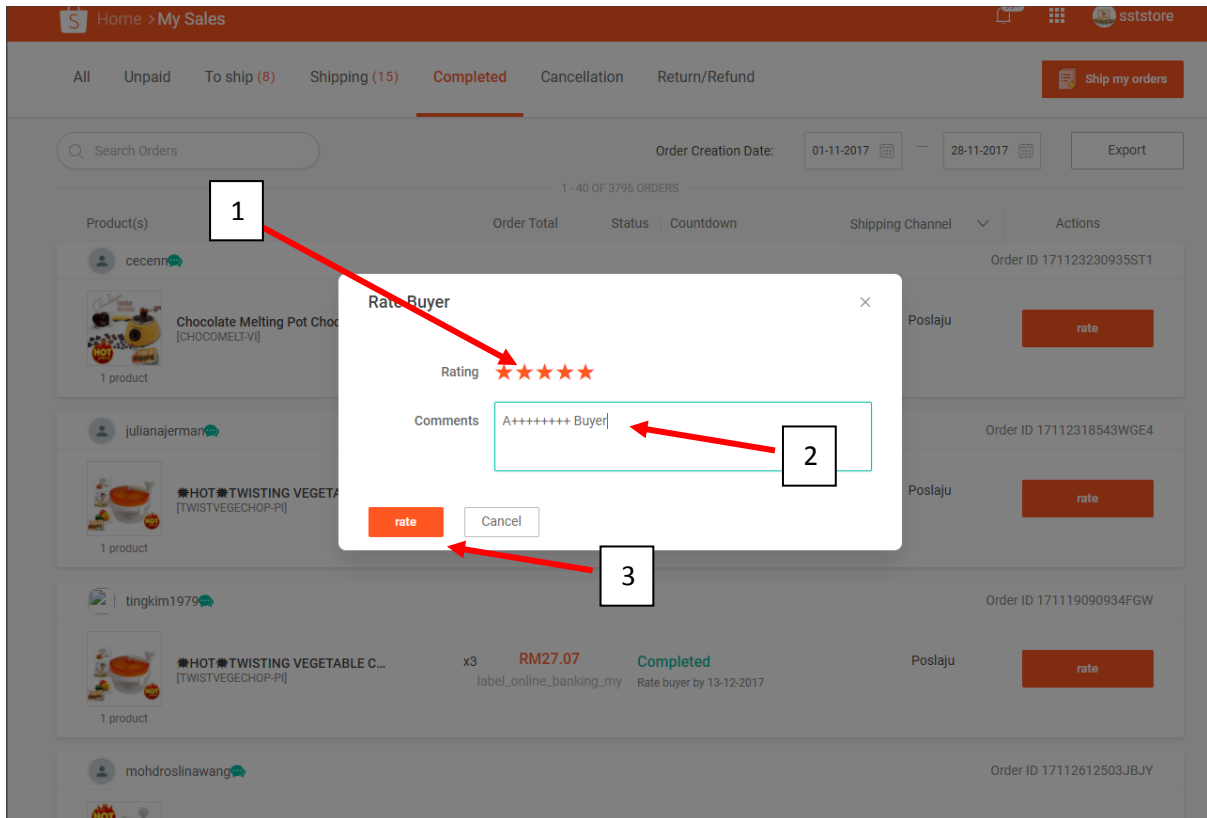 Home > My Sales
sststore
All Unpaid To ship (8) Shipping (15) Completed Cancellation Return/Refund Ship my orders
Search Orders Order Creation Date: 01-11-2017 — 28-11-2017 Export
1 - 40 OF 3796 ORDERS
1
Product(s) Order Total Status Countdown Shipping Channel Actions
cecenn Order ID 171123230935ST1
Rate Buyer
Chocolate Melting Pot Choc
[CHOCOMELT-VI]
HOT
Poslaju rate
1 product
Rating ★★★★★
Comments A++++++++ Buyer
2
julianajerman Order ID 17112318543WGE4
✹HOT✹TWISTING VEGETA
[TWISTVEGECHOP-PI]
HOT
Poslaju rate
1 product
rate Cancel
3
tingkim1979 Order ID 171119090934FGW
✹HOT✹TWISTING VEGETABLE C... x3 RM27.07 Completed Poslaju rate
[TWISTVEGECHOP-PI] label_online_banking_my Rate buyer by 13-12-2017
HOT
1 product
mohdroslinawang Order ID 17112612503JBJY